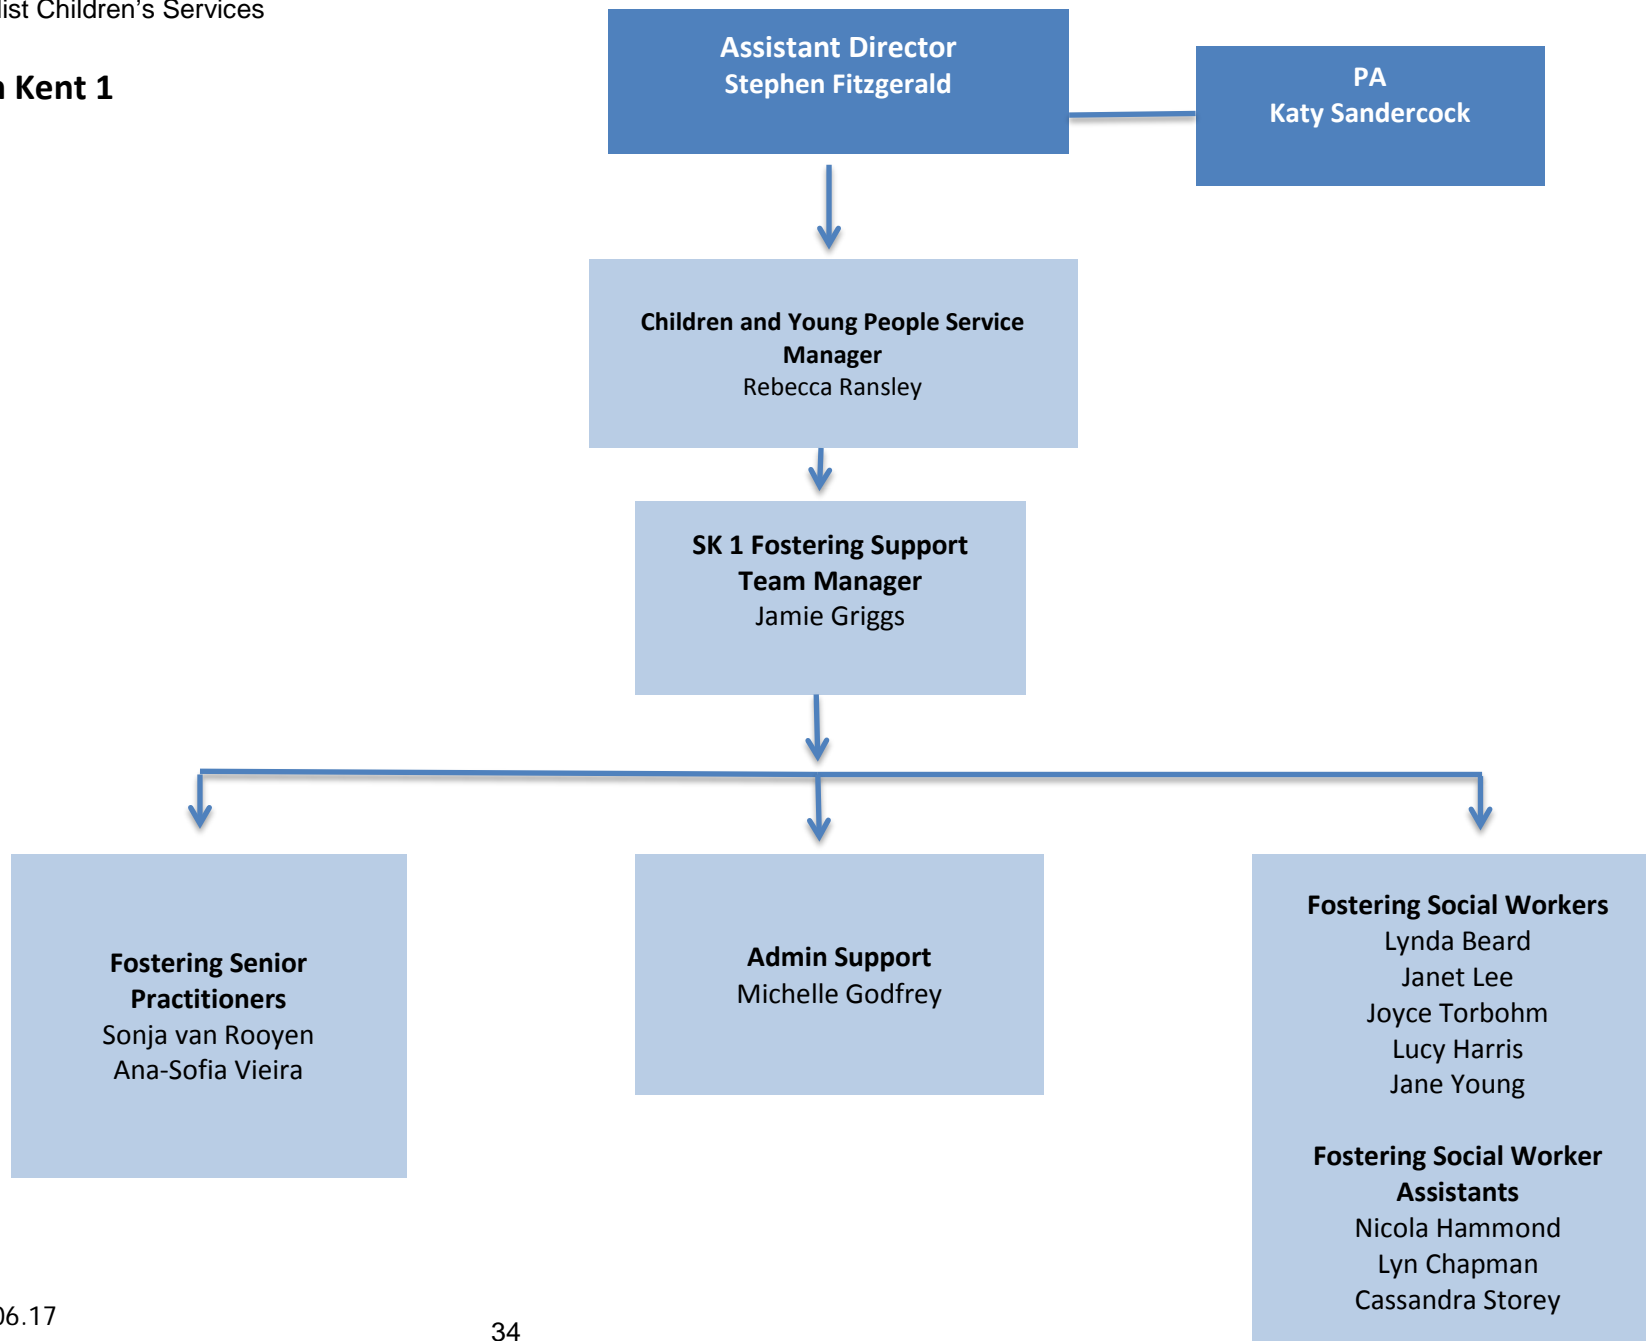 list Children's Services
Kent 1
Assistant Director
Stephen Fitzgerald
PA
Katy Sandercock
Children and Young People Service
Manager
Rebecca Ransley
SK 1 Fostering Support
Team Manager
Jamie Griggs
Fostering Senior
Practitioners
Sonja van Rooyen
Ana-Sofia Vieira
Admin Support
Michelle Godfrey
Fostering Social Workers
Lynda Beard
Janet Lee
Joyce Torbohm
Lucy Harris
Jane Young
Fostering Social Worker
Assistants
Nicola Hammond
Lyn Chapman
Cassandra Storey
06.17
34